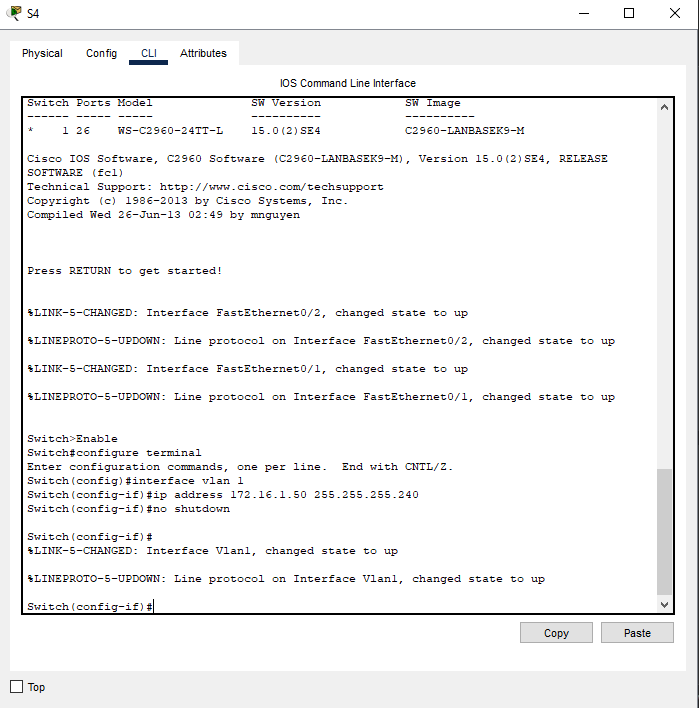 S4
Physical Config CLI Attributes
IOS Command Line Interface
Switch Ports Model SW Version SW Image
------ ----- ----- ---------- ----------
* 1 26 WS-C2960-24TT-L 15.0(2)SE4 C2960-LANBASEK9-M
Cisco IOS Software, C2960 Software (C2960-LANBASEK9-M), Version 15.0(2)SE4, RELEASE
SOFTWARE (fc1)
Technical Support: http://www.cisco.com/techsupport
Copyright (c) 1986-2013 by Cisco Systems, Inc.
Compiled Wed 26-Jun-13 02:49 by mnguyen
Press RETURN to get started!
%LINK-5-CHANGED: Interface FastEthernet0/2, changed state to up
%LINEPROTO-5-UPDOWN: Line protocol on Interface FastEthernet0/2, changed state to up
%LINK-5-CHANGED: Interface FastEthernet0/1, changed state to up
%LINEPROTO-5-UPDOWN: Line protocol on Interface FastEthernet0/1, changed state to up
Switch>Enable
Switch#configure terminal
Enter configuration commands, one per line. End with CNTL/Z.
Switch(config)#interface vlan 1
Switch(config-if)#ip address 172.16.1.50 255.255.255.240
Switch(config-if)#no shutdown
Switch(config-if)#
%LINK-5-CHANGED: Interface Vlan1, changed state to up
%LINEPROTO-5-UPDOWN: Line protocol on Interface Vlan1, changed state to up
Switch(config-if)#
Copy Paste
Top